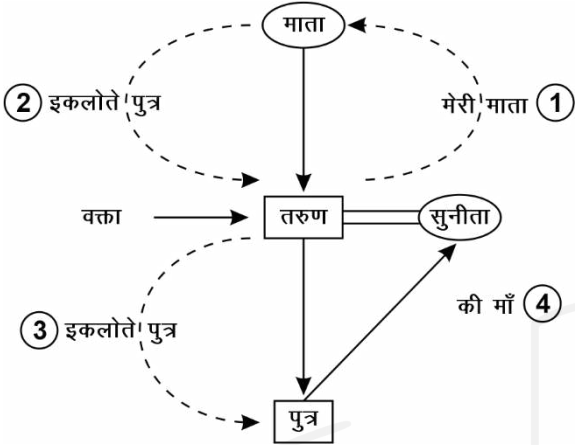 माता
② इकलोते पुत्र
मेरी माता ①
वक्ता
तरुण
सुनीता
③ इकलोते पुत्र
की माँ ④
पुत्र